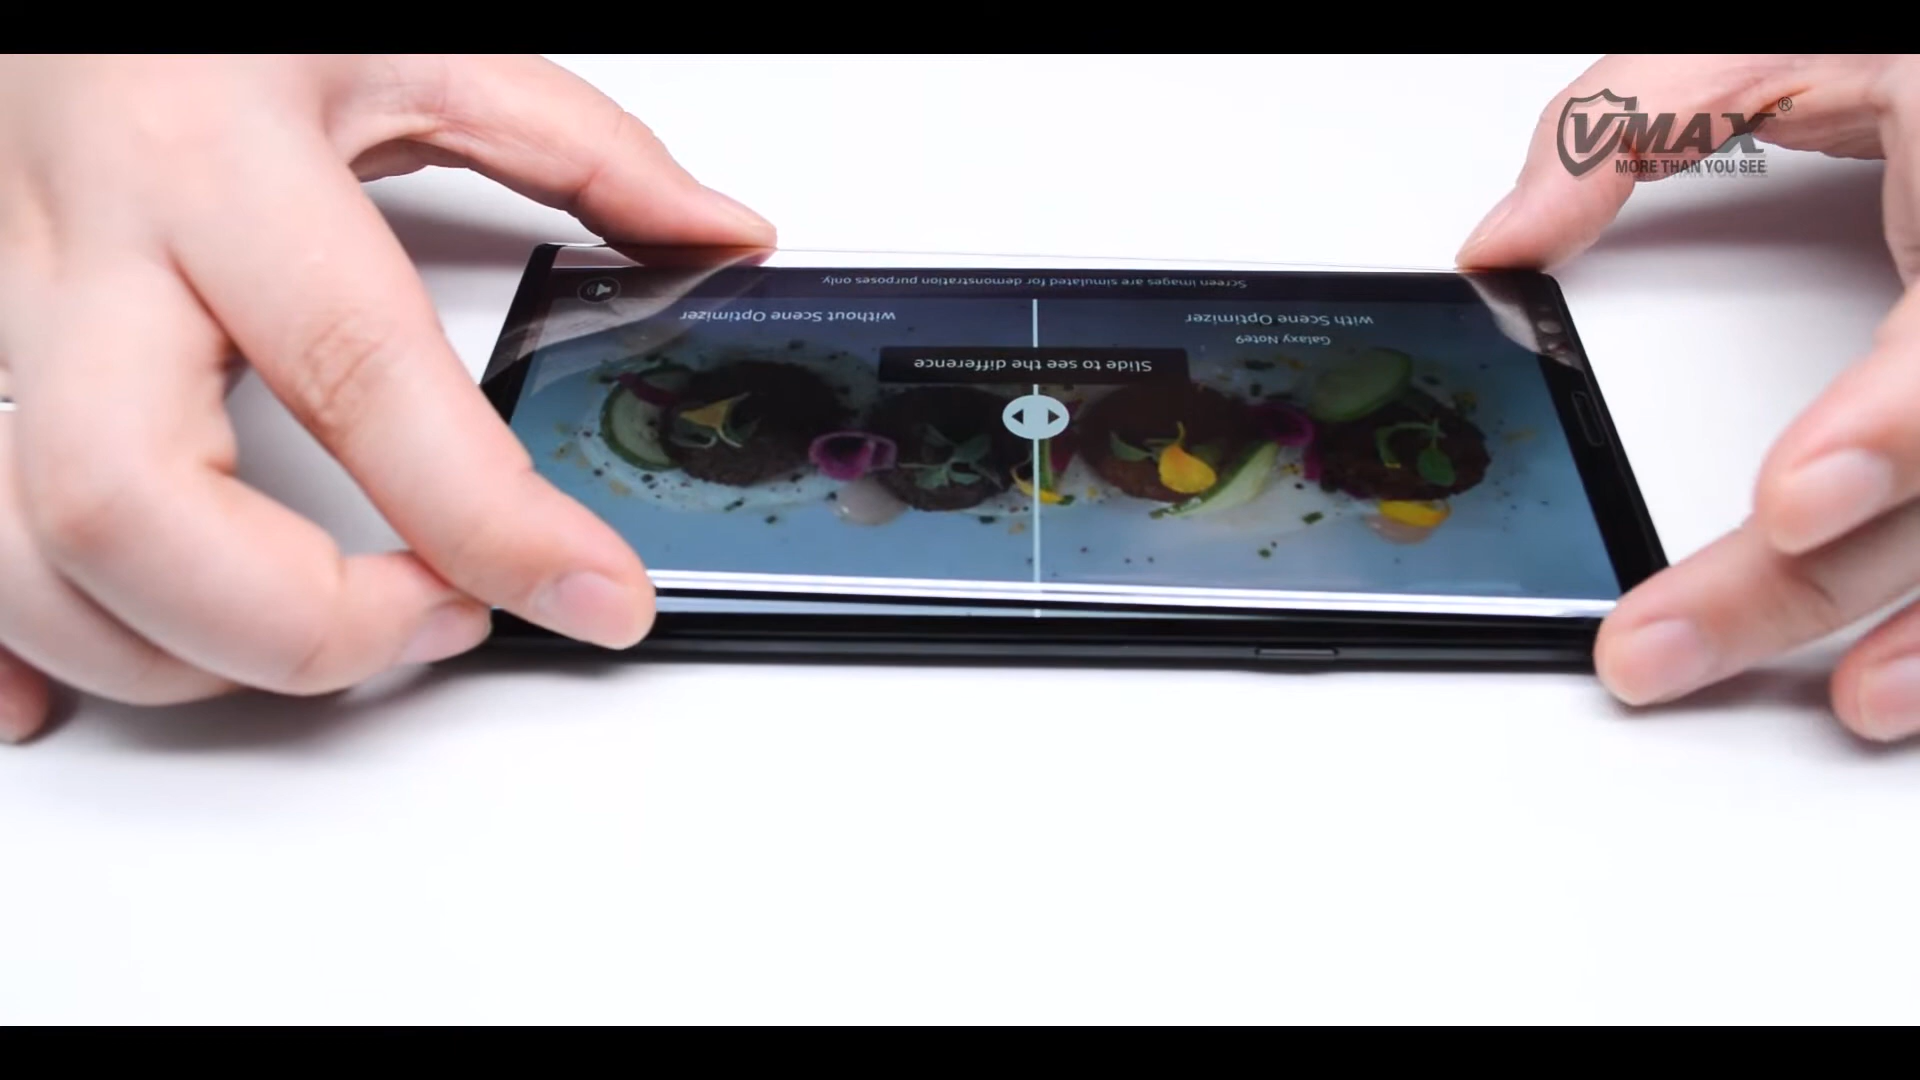 VMAX®
MORE THAN YOU SEE
Screen images are simulated for demonstration purposes only.
without Scene Optimizer
with Scene Optimizer
Galaxy Note9
Slide to see the difference